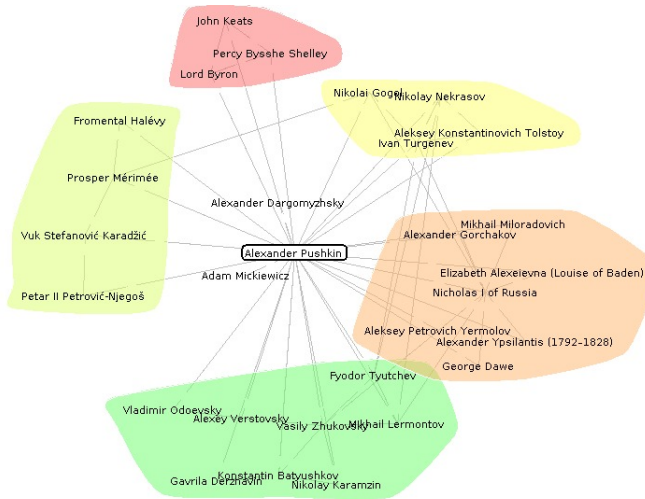 John Keats
Percy Bysshe Shelley
Lord Byron
Nikolai Gogol
Nikolay Nekrasov
Aleksey Konstantinovich Tolstoy
Ivan Turgenev
Fromental Halévy
Prosper Mérimée
Alexander Dargomyzhsky
Vuk Stefanović Karadžić
Mikhail Miloradovich
Alexander Gorchakov
Alexander Pushkin
Adam Mickiewicz
Elizabeth Alexeievna (Louise of Baden)
Nicholas I of Russia
Petar II Petrović-Njegoš
Aleksey Petrovich Yermolov
Alexander Ypsilantis (1792–1828)
George Dawe
Fyodor Tyutchev
Vladimir Odoevsky
Alexey Verstovsky
Vasily Zhukovsky
Mikhail Lermontov
Konstantin Batyushkov
Gavrila Derzhavin
Nikolay Karamzin